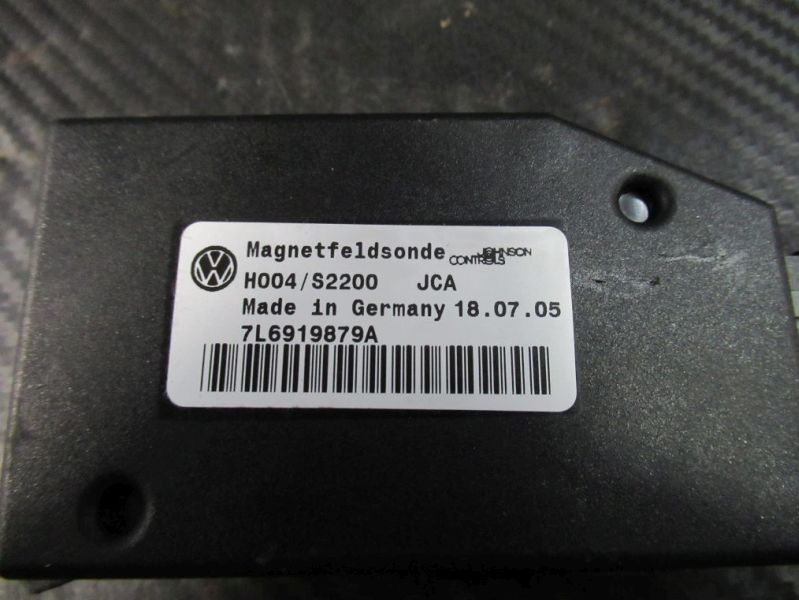 Magnetfeldsonde JOHNSON CONTROLS
H004/S2200 JCA
Made in Germany 18.07.05
7L6919879A